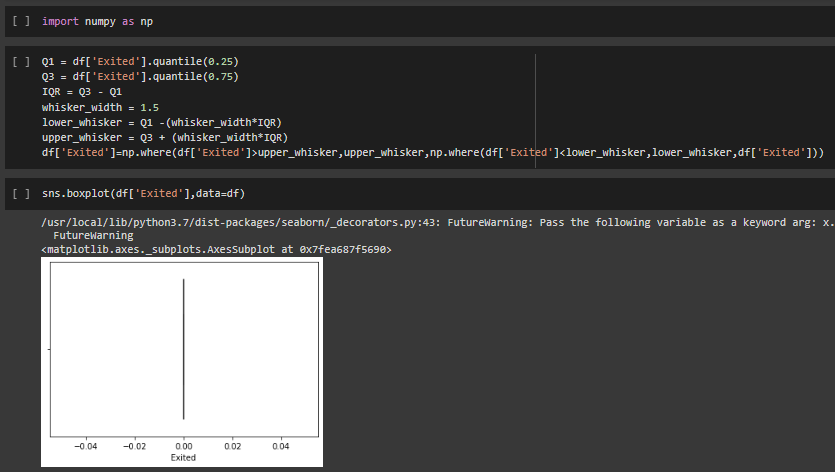 [ ] import numpy as np
[ ] Q1 = df['Exited'].quantile(0.25)
Q3 = df['Exited'].quantile(0.75)
IQR = Q3 - Q1
whisker_width = 1.5
lower_whisker = Q1 -(whisker_width*IQR)
upper_whisker = Q3 + (whisker_width*IQR)
df['Exited']=np.where(df['Exited']>upper_whisker,upper_whisker,np.where(df['Exited']<lower_whisker,lower_whisker,df['Exited']))
[ ] sns.boxplot(df['Exited'],data=df)
/usr/local/lib/python3.7/dist-packages/seaborn/_decorators.py:43: FutureWarning: Pass the following variable as a keyword arg: x.
FutureWarning
<matplotlib.axes._subplots.AxesSubplot at 0x7fea687f5690>
−0.04 −0.02 0.00 0.02 0.04
Exited